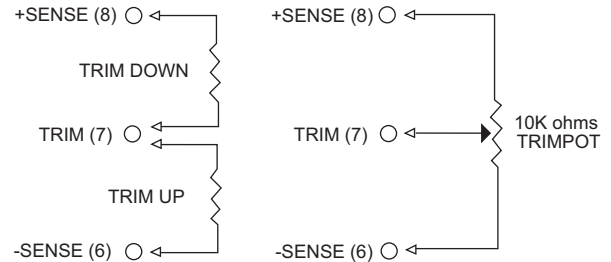 +SENSE (8)
TRIM DOWN
TRIM (7)
TRIM UP
-SENSE (6)
+SENSE (8)
TRIM (7)
10K ohms
TRIMPOT
-SENSE (6)